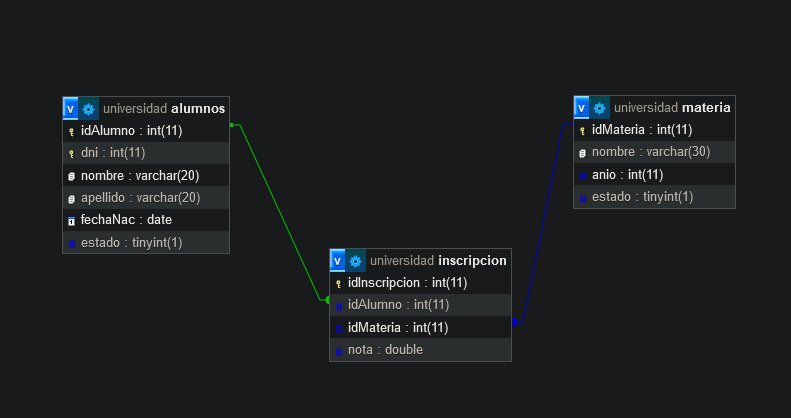 v universidad alumnos
idAlumno : int(11)
dni : int(11)
nombre : varchar(20)
apellido : varchar(20)
fechaNac : date
estado : tinyint(1)
v universidad materia
idMateria : int(11)
nombre : varchar(30)
anio : int(11)
estado : tinyint(1)
v universidad inscripcion
idInscripcion : int(11)
idAlumno : int(11)
idMateria : int(11)
nota : double